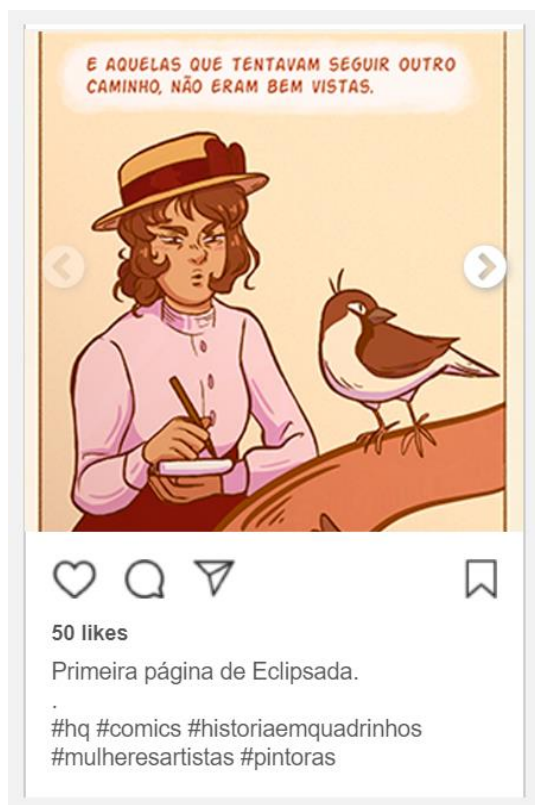 E AQUELAS QUE TENTAVAM SEGUIR OUTRO
CAMINHO, NÃO ERAM BEM VISTAS.
50 likes
Primeira página de Eclipsada.
.
#hq #comics #historiaemquadrinhos
#mulheresartistas #pintoras